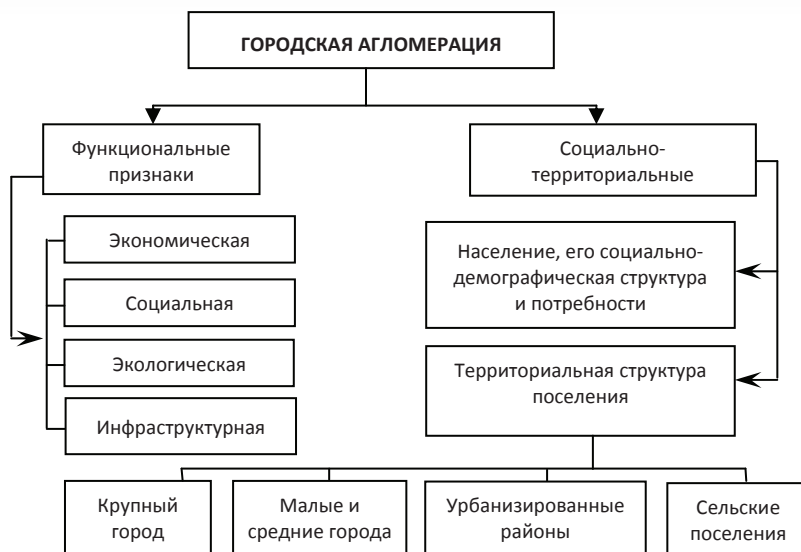 ГОРОДСКАЯ АГЛОМЕРАЦИЯ
Функциональные
признаки
Социально-
территориальные
Экономическая
Социальная
Экологическая
Инфраструктурная
Население, его социально-
демографическая структура
и потребности
Территориальная структура
поселения
Крупный
город
Малые и
средние города
Урбанизированные
районы
Сельские
поселения